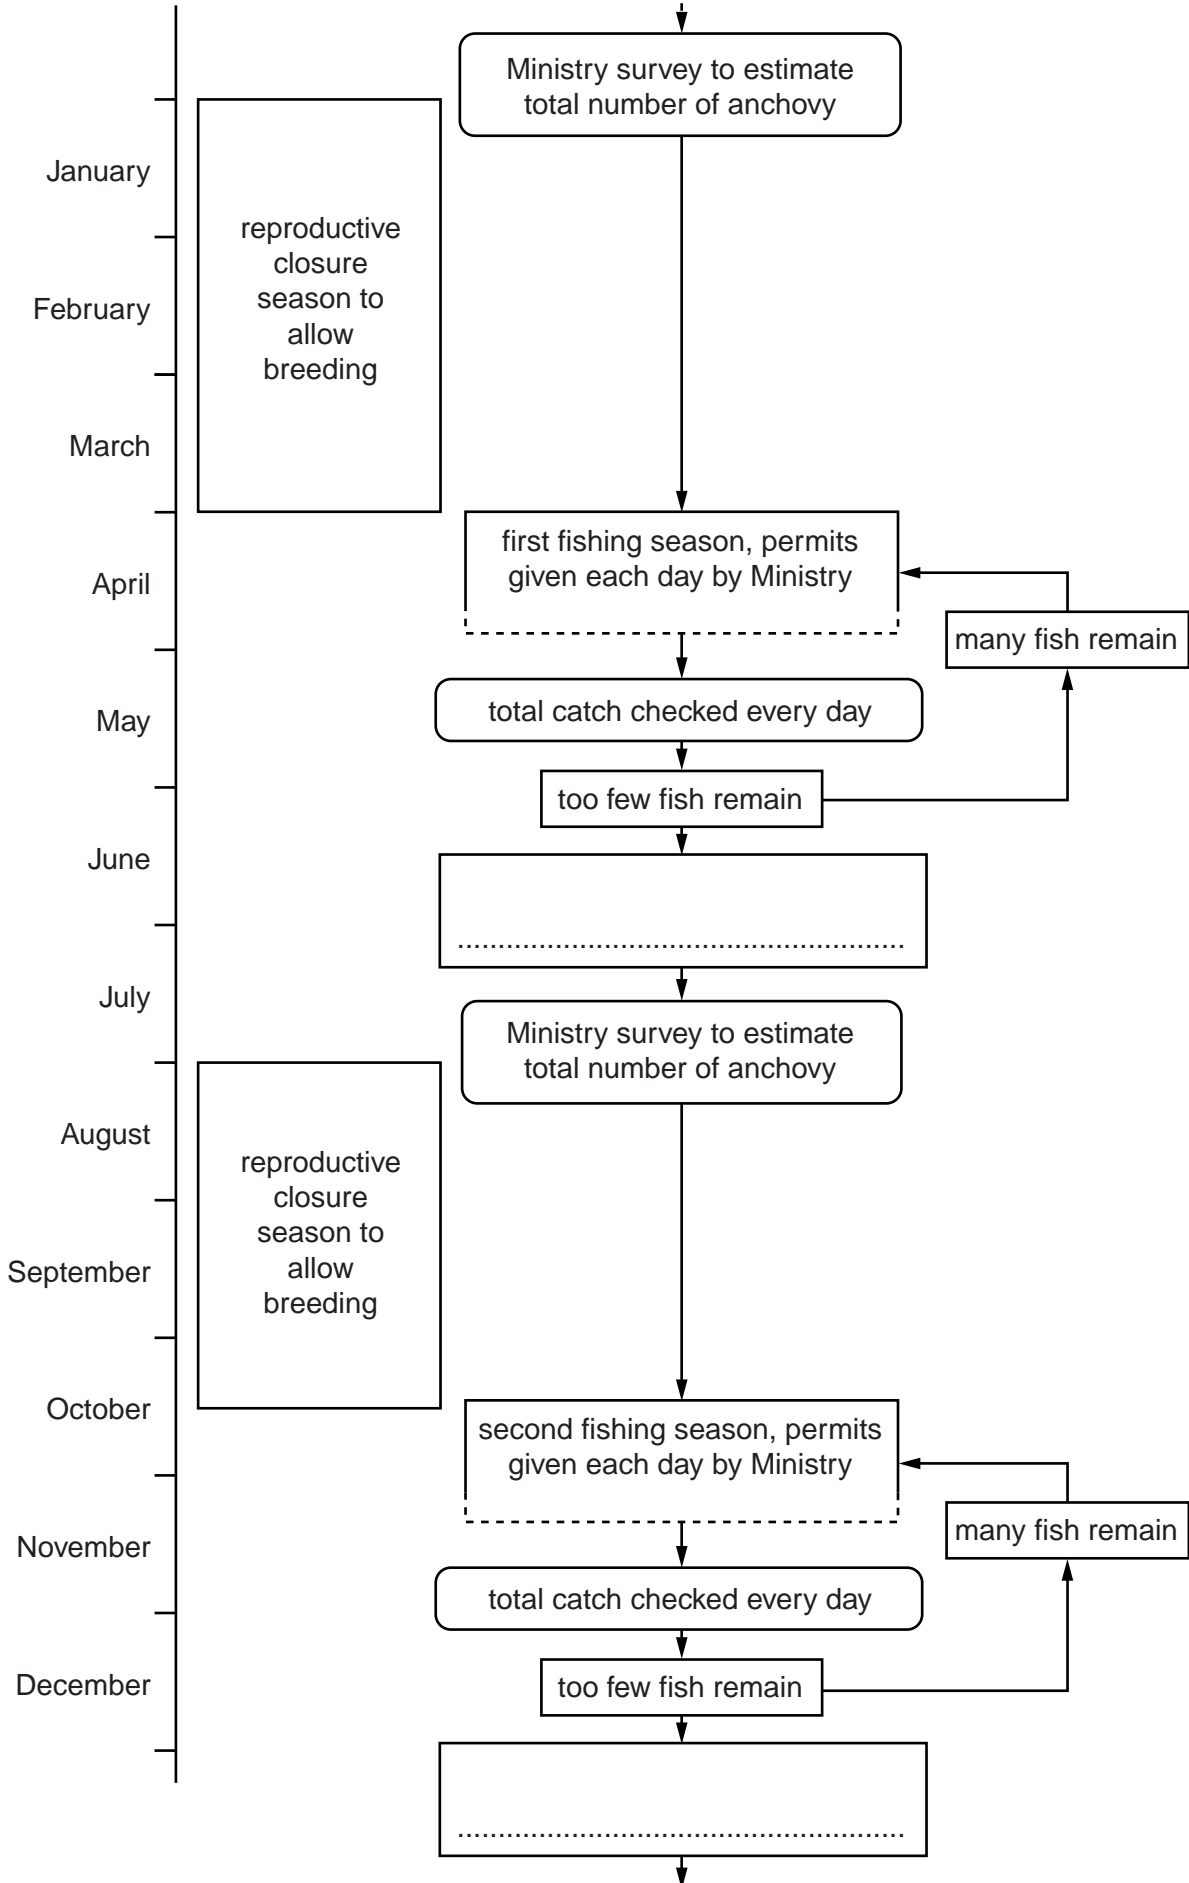 Ministry survey to estimate
total number of anchovy
January
reproductive
closure
season to
allow
breeding
February
March
first fishing season, permits
given each day by Ministry
April
many fish remain
total catch checked every day
May
too few fish remain
June
......................................................
July
Ministry survey to estimate
total number of anchovy
August
reproductive
closure
season to
allow
breeding
September
October
second fishing season, permits
given each day by Ministry
many fish remain
November
total catch checked every day
December
too few fish remain
......................................................